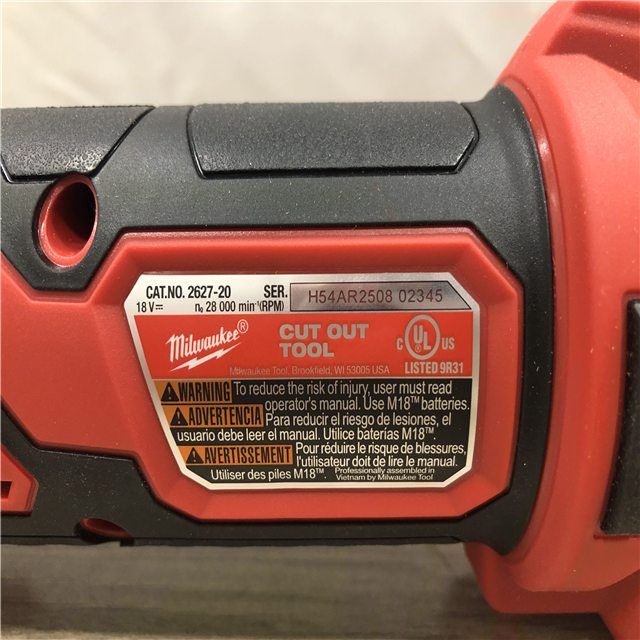 CAT.NO. 2627-20 SER. H54AR2508 02345
18 V⎓ n₀ 28 000 min⁻¹(RPM)
Milwaukee®
CUT OUT
TOOL
Milwaukee Tool, Brookfield, WI 53005 USA
C UL US
LISTED 9R31
WARNING To reduce the risk of injury, user must read
operator's manual. Use M18™ batteries.
ADVERTENCIA Para reducir el riesgo de lesiones, el
usuario debe leer el manual. Utilice baterías M18™.
AVERTISSEMENT Pour réduire le risque de blessures,
l'utilisateur doit de lire le manual.
Utiliser des piles M18™. Professionally assembled in
Vietnam by Milwaukee Tool